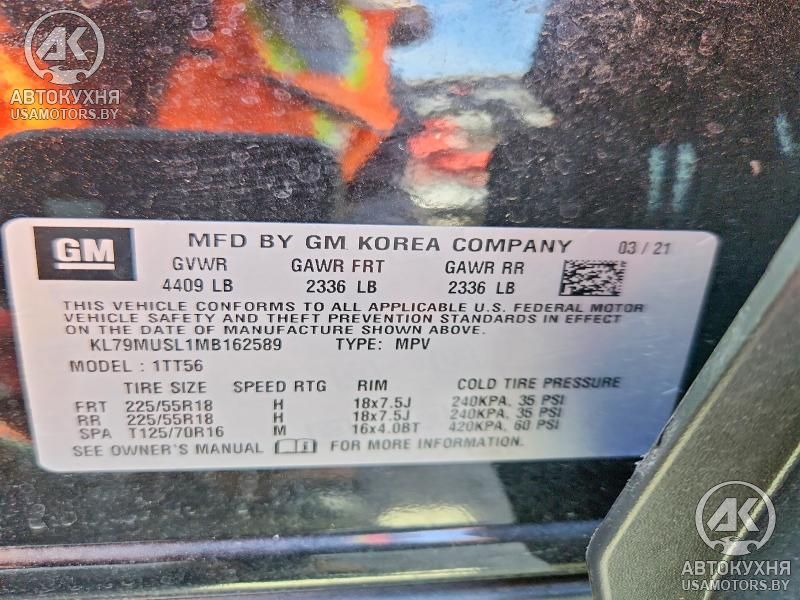 АК
АВТОКУХНЯ
USAMOTORS.BY
GM
MFD BY GM KOREA COMPANY 03 / 21
GVWR GAWR FRT GAWR RR
4409 LB 2336 LB 2336 LB
THIS VEHICLE CONFORMS TO ALL APPLICABLE U.S. FEDERAL MOTOR
VEHICLE SAFETY AND THEFT PREVENTION STANDARDS IN EFFECT
ON THE DATE OF MANUFACTURE SHOWN ABOVE.
KL79MUSL1MB162589 TYPE: MPV
MODEL : 1TT56
TIRE SIZE SPEED RTG RIM COLD TIRE PRESSURE
FRT 225/55R18 H 18x7.5J 240KPA, 35 PSI
RR 225/55R18 H 18x7.5J 240KPA, 35 PSI
SPA T125/70R16 M 16x4.0BT 420KPA, 60 PSI
SEE OWNER'S MANUAL FOR MORE INFORMATION.
АК
АВТОКУХНЯ
USAMOTORS.BY